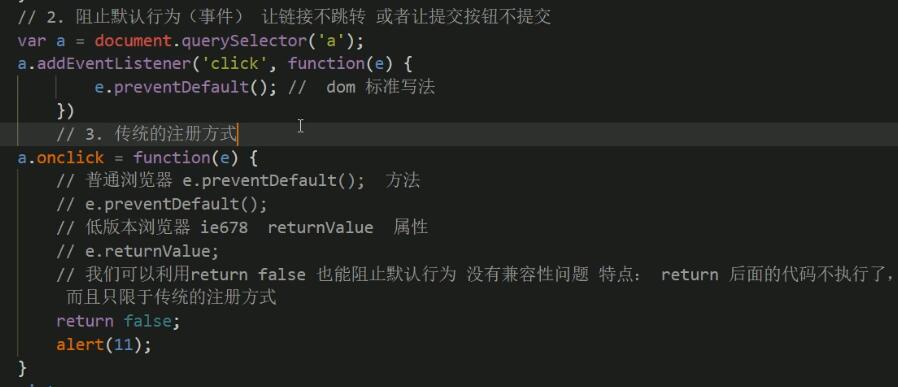 // 2. 阻止默认行为（事件） 让链接不跳转 或者让提交按钮不提交
var a = document.querySelector('a');
a.addEventListener('click', function(e) {
e.preventDefault(); //  dom 标准写法
})
// 3. 传统的注册方式
a.onclick = function(e) {
// 普通浏览器 e.preventDefault();  方法
// e.preventDefault();
// 低版本浏览器 ie678  returnValue  属性
// e.returnValue;
// 我们可以利用return false 也能阻止默认行为 没有兼容性问题 特点： return 后面的代码不执行了，
而且只限于传统的注册方式
return false;
alert(11);
}